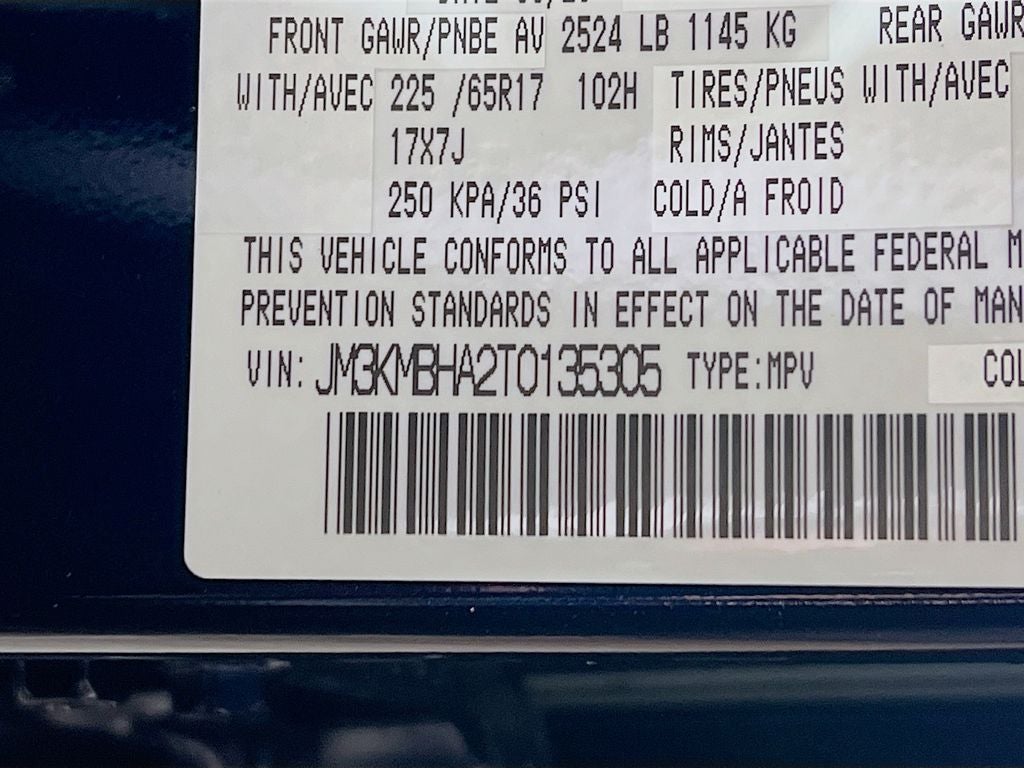 FRONT GAWR/PNBE AV 2524 LB 1145 KG REAR GAWR
WITH/AVEC 225 /65R17 102H TIRES/PNEUS WITH/AVEC
17X7J RIMS/JANTES
250 KPA/36 PSI COLD/A FROID
THIS VEHICLE CONFORMS TO ALL APPLICABLE FEDERAL M
PREVENTION STANDARDS IN EFFECT ON THE DATE OF MAN
VIN: JM3KMBHA2T0135305 TYPE:MPV COL